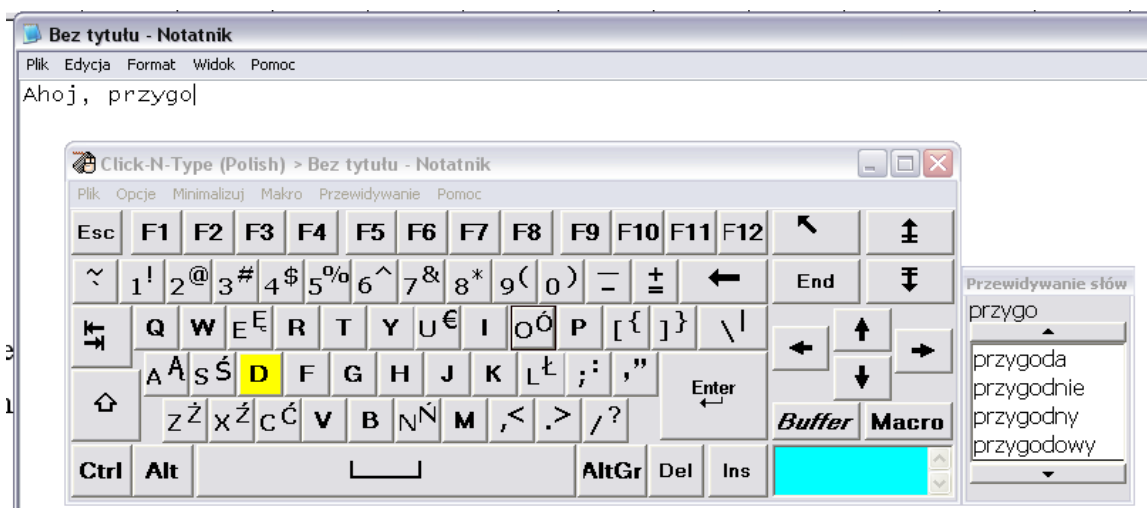 Bez tytułu - Notatnik
Plik Edycja Format Widok Pomoc
Ahoj, przygo
Click-N-Type (Polish) > Bez tytułu - Notatnik
Plik Opcje Minimalizuj Makro Przewidywanie Pomoc
Esc F1 F2 F3 F4 F5 F6 F7 F8 F9 F10 F11 F12
~ ` 1 ! 2 @ 3 # 4 $ 5 % 6 ^ 7 & 8 * 9 ( 0 ) _ - + = End
Q W E Ę R T Y U € I O Ó P [ { ] } \ |
A Ą S Ś D F G H J K L Ł ; : , " Enter
Z Ż X Ź C Ć V B N Ń M , < . > / ? Buffer Macro
Ctrl Alt AltGr Del Ins
Przewidywanie słów
przygo
przygoda
przygodnie
przygodny
przygodowy